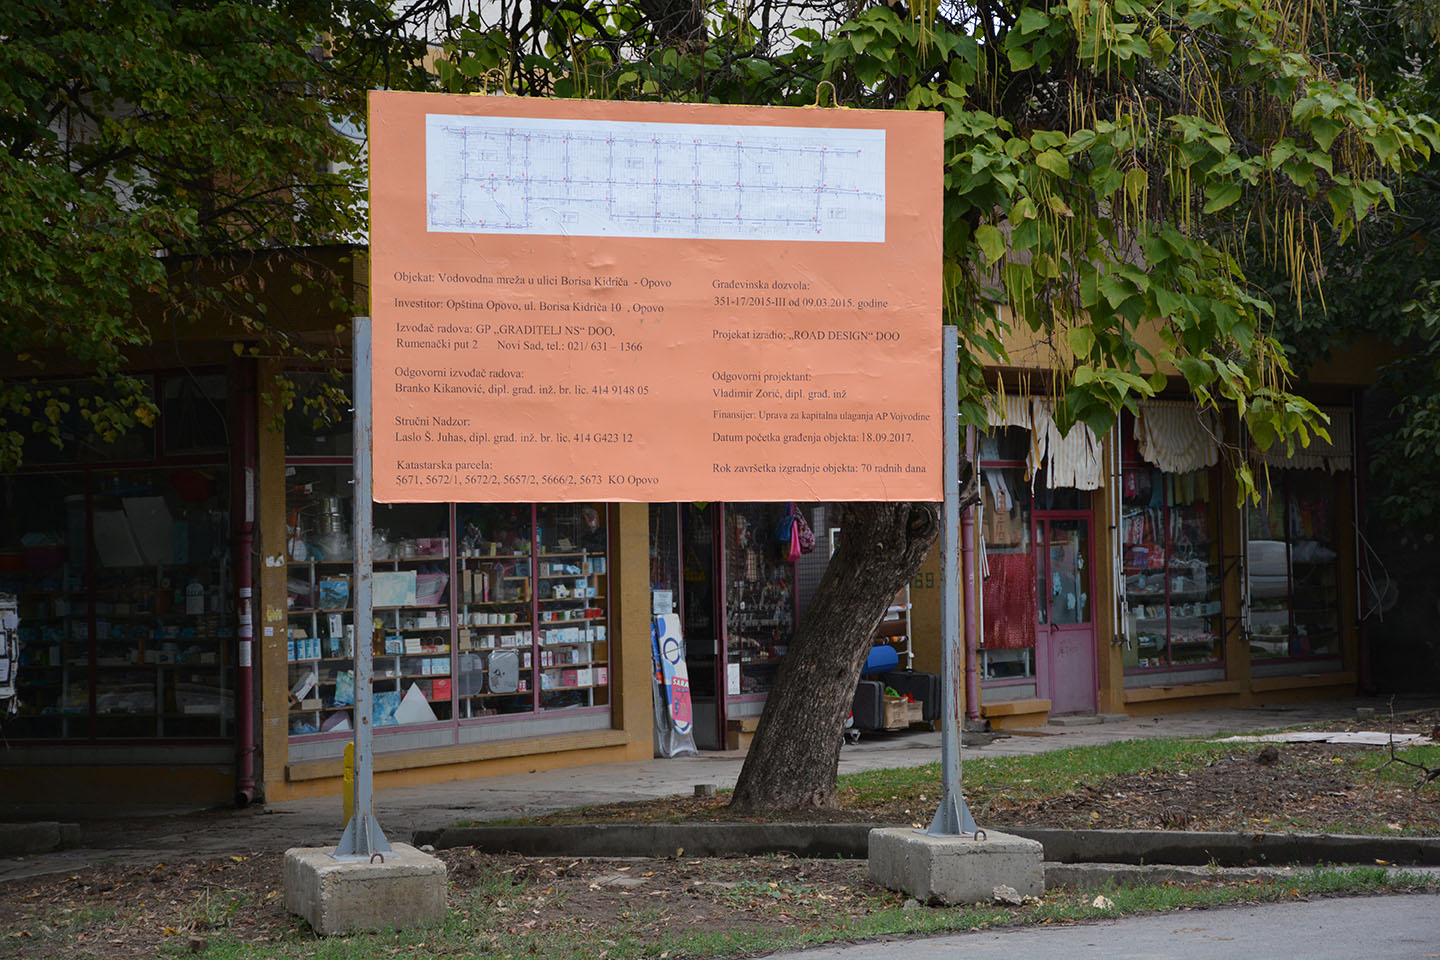 Objekat: Vodovodna mreža u ulici Borisa Kidriča - Opovo
Investitor: Opština Opovo, ul. Borisa Kidriča 10 , Opovo
Izvođač radova: GP „GRADITELJ NS“ DOO,
Rumenački put 2 Novi Sad, tel.: 021/ 631 – 1366
Odgovorni izvođač radova:
Branko Kikanović, dipl. građ. inž. br. lic. 414 9148 05
Stručni Nadzor:
Laslo Š. Juhas, dipl. građ. inž. br. lic. 414 G423 12
Katastarska parcela:
5671, 5672/1, 5672/2, 5657/2, 5666/2, 5673 KO Opovo
Građevinska dozvola:
351-17/2015-III od 09.03.2015. godine
Projekat izradio: „ROAD DESIGN“ DOO
Odgovorni projektant:
Vladimir Zorić, dipl. građ. inž
Finansijer: Uprava za kapitalna ulaganja AP Vojvodine
Datum početka građenja objekta: 18.09.2017.
Rok završetka izgradnje objekta: 70 radnih dana